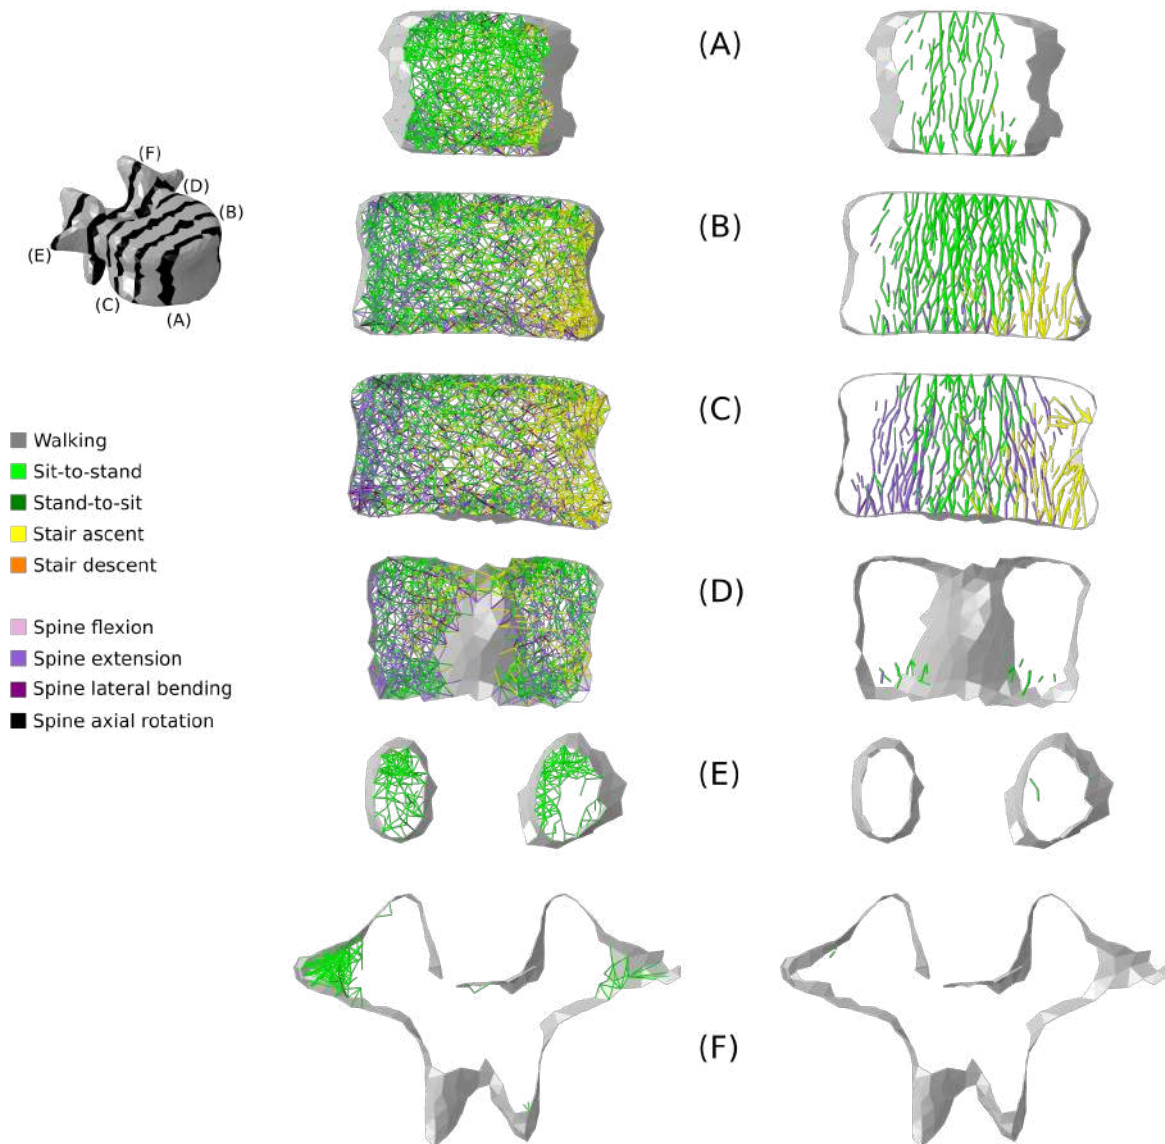 (A)
(F)
(D)
(B)
(E)
(C)
(A)
(B)
Walking
Sit-to-stand
Stand-to-sit
Stair ascent
Stair descent
(C)
Spine flexion
Spine extension
Spine lateral bending
Spine axial rotation
(D)
(E)
(F)